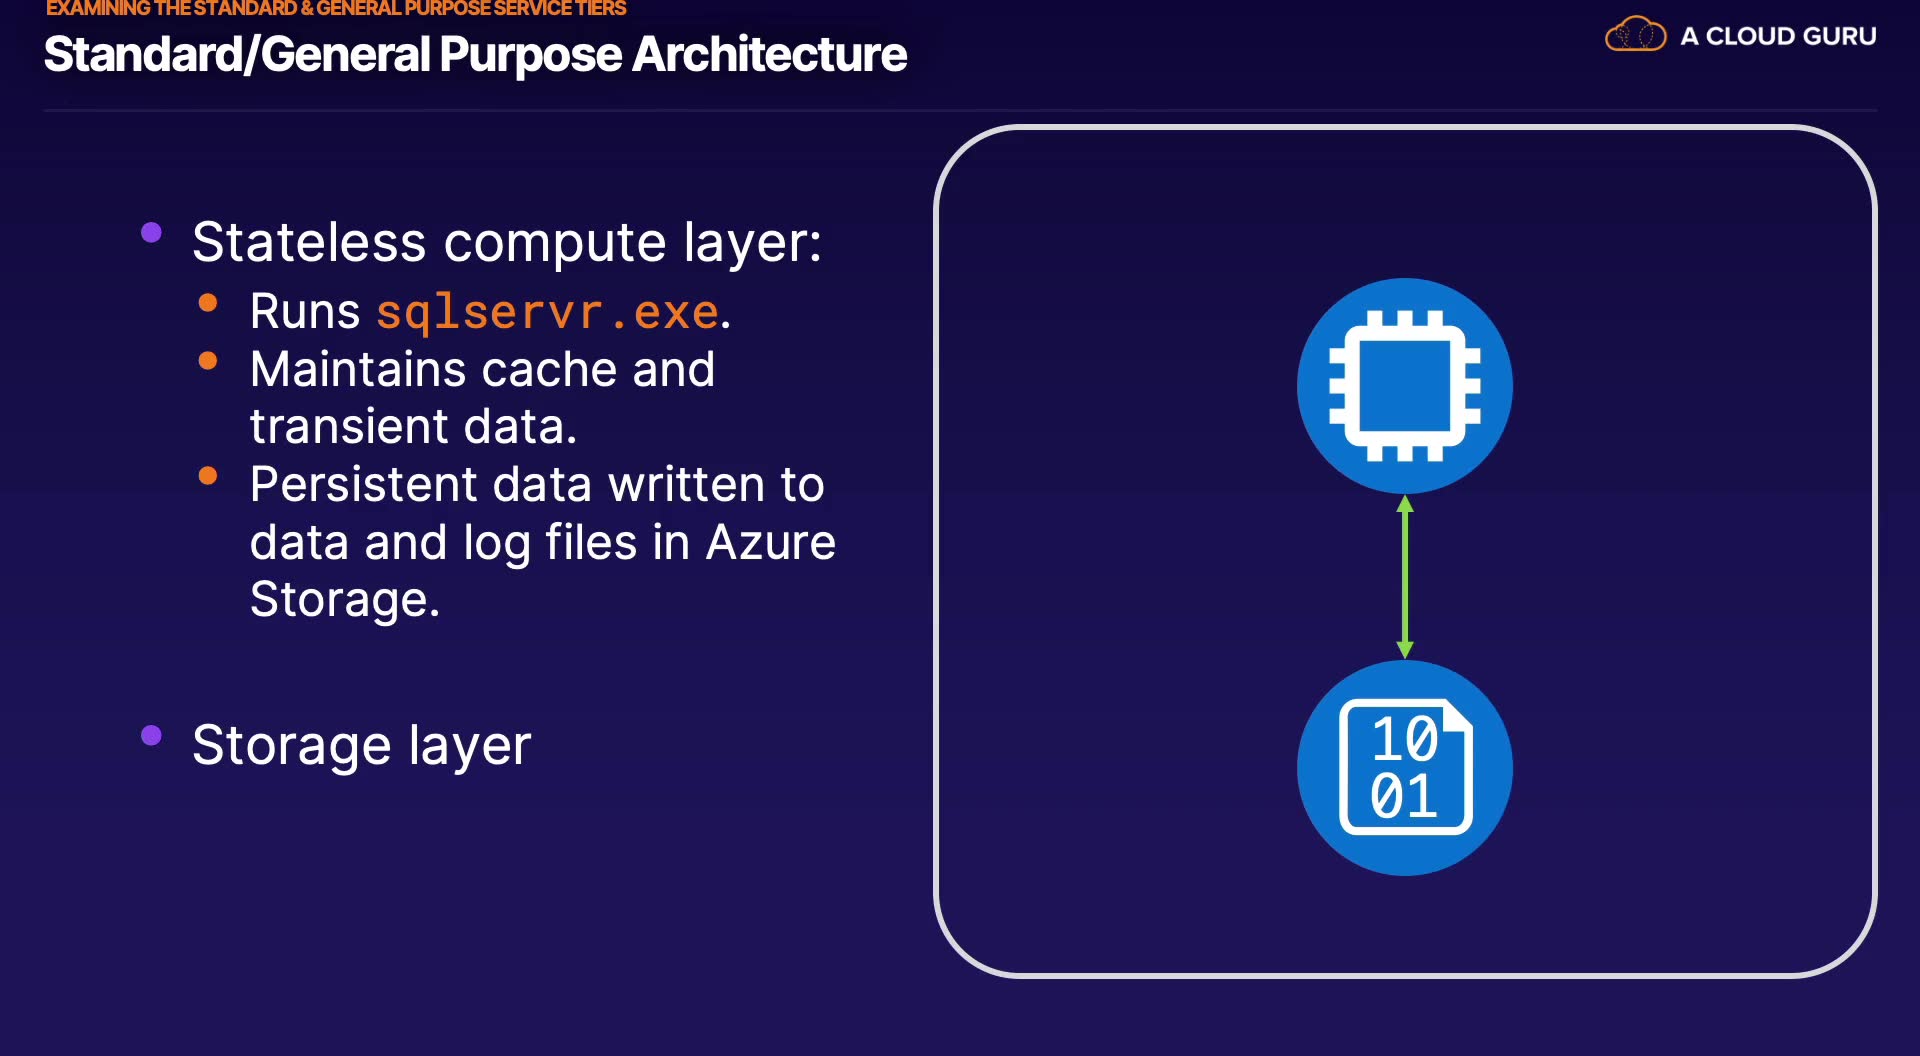 EXAMINING THE STANDARD & GENERAL PURPOSE SERVICE TIERS
Standard/General Purpose Architecture
A CLOUD GURU
Stateless compute layer:
Runs sqlservr.exe.
Maintains cache and
transient data.
Persistent data written to
data and log files in Azure
Storage.
Storage layer
10
01